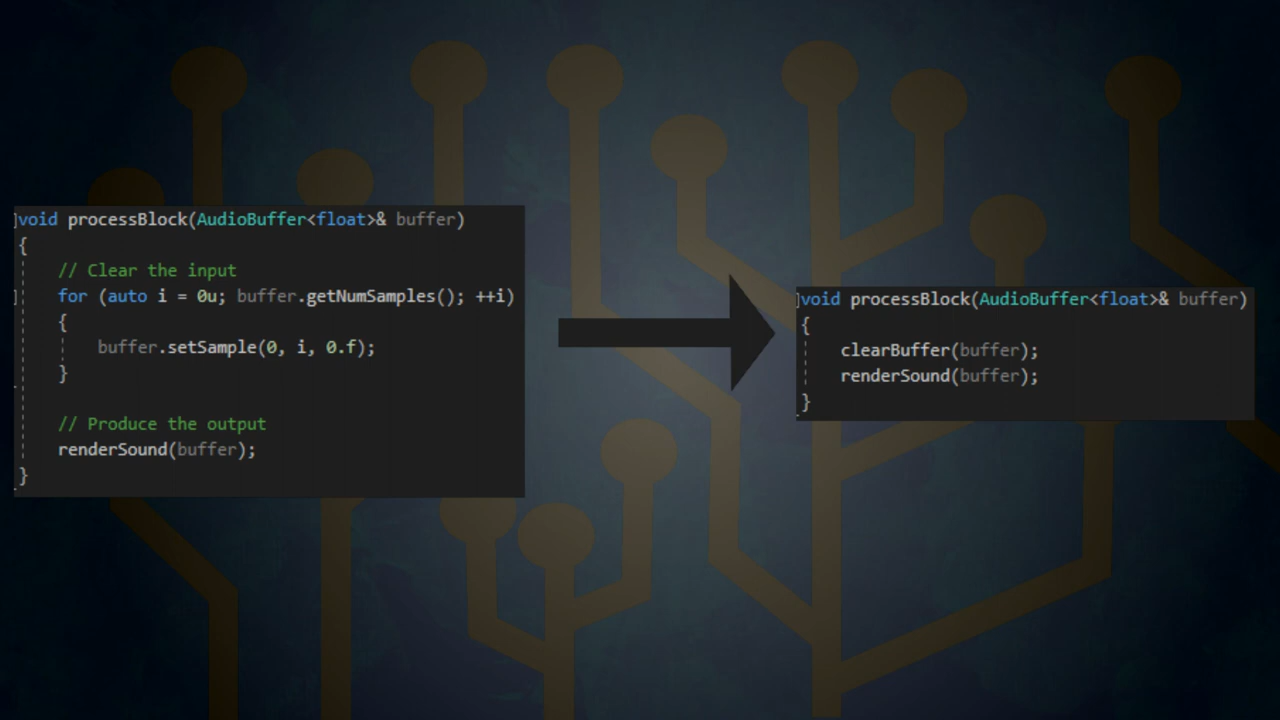 void processBlock(AudioBuffer<float>& buffer)
{
    // Clear the input
    for (auto i = 0u; buffer.getNumSamples(); ++i)
    {
        buffer.setSample(0, i, 0.f);
    }

    // Produce the output
    renderSound(buffer);
}
void processBlock(AudioBuffer<float>& buffer)
{
    clearBuffer(buffer);
    renderSound(buffer);
}